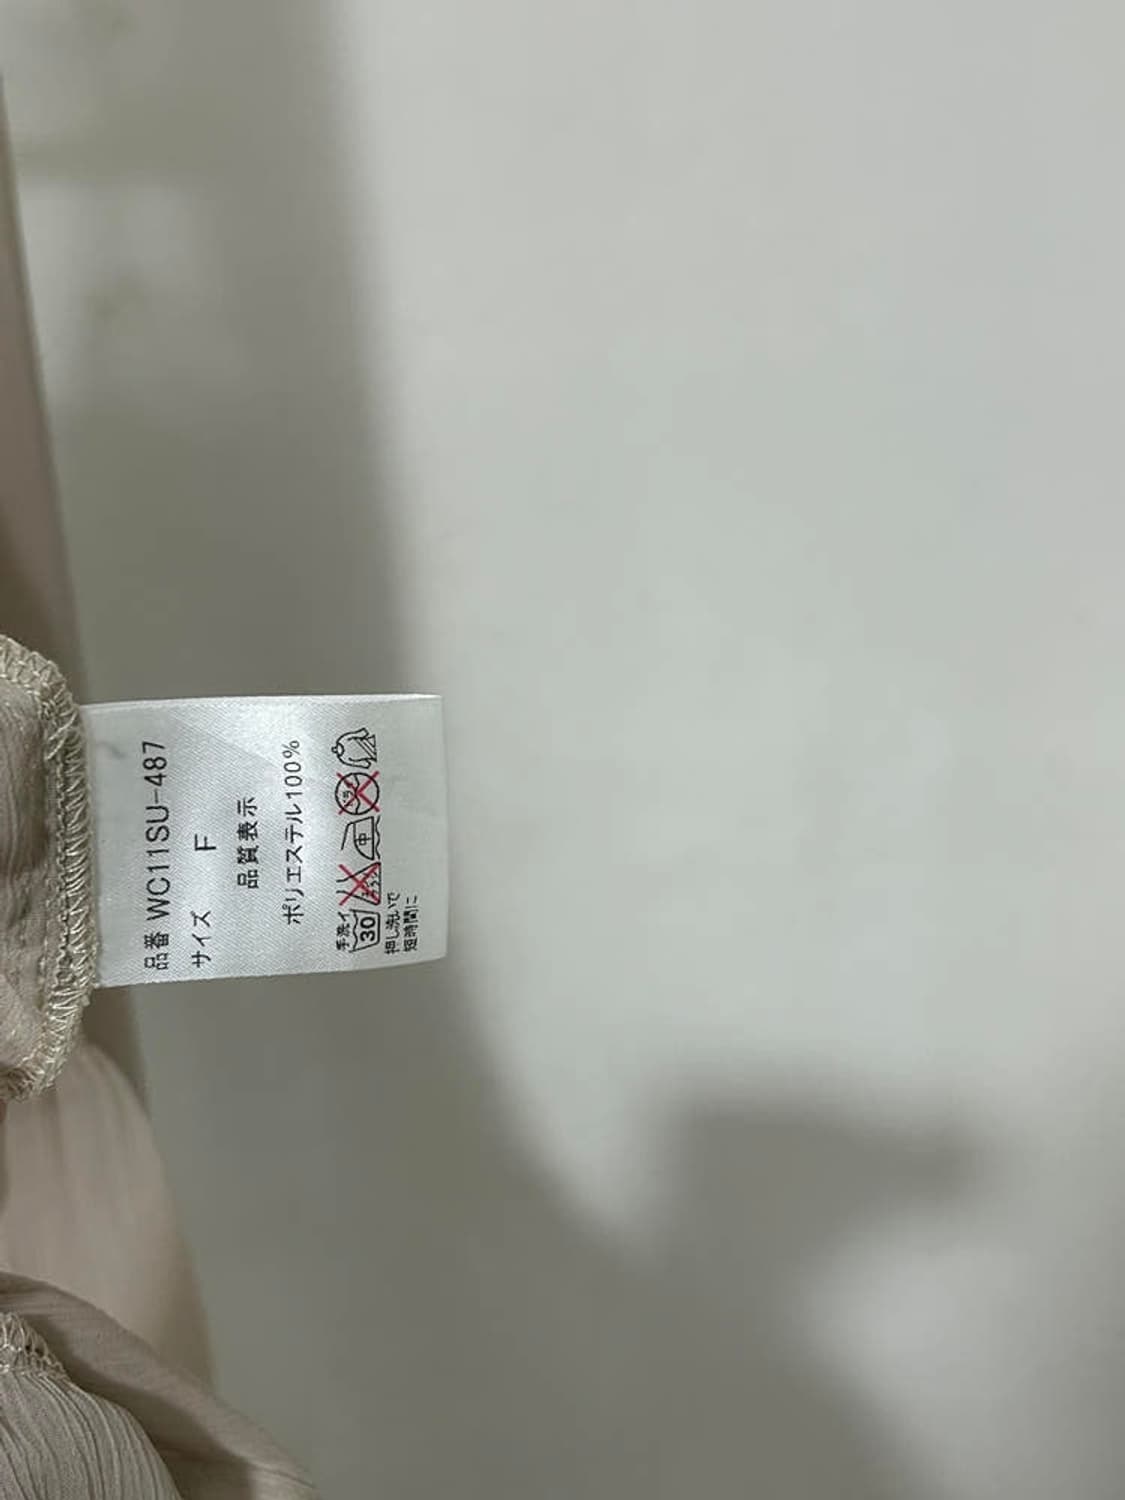 品番 WC11SU-487
サイズ F
品質表示
ポリエステル100%
手洗イ
30
中
押し洗いで
短時間に